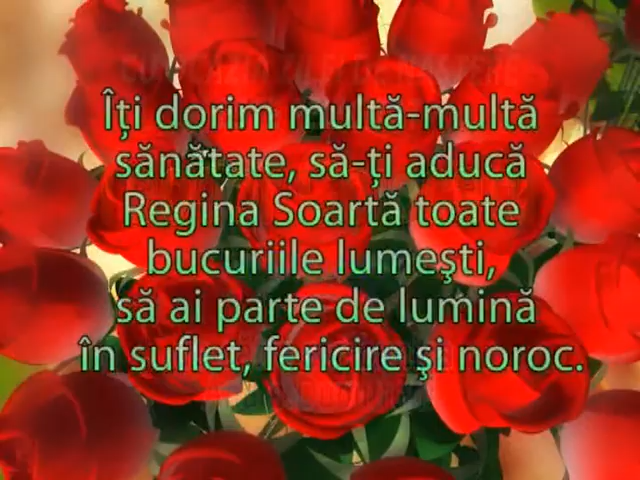 Îți dorim multă-multă
sănătate, să-ți aducă
Regina Soartă toate
bucuriile lumeşti,
să ai parte de lumină
în suflet, fericire şi noroc.